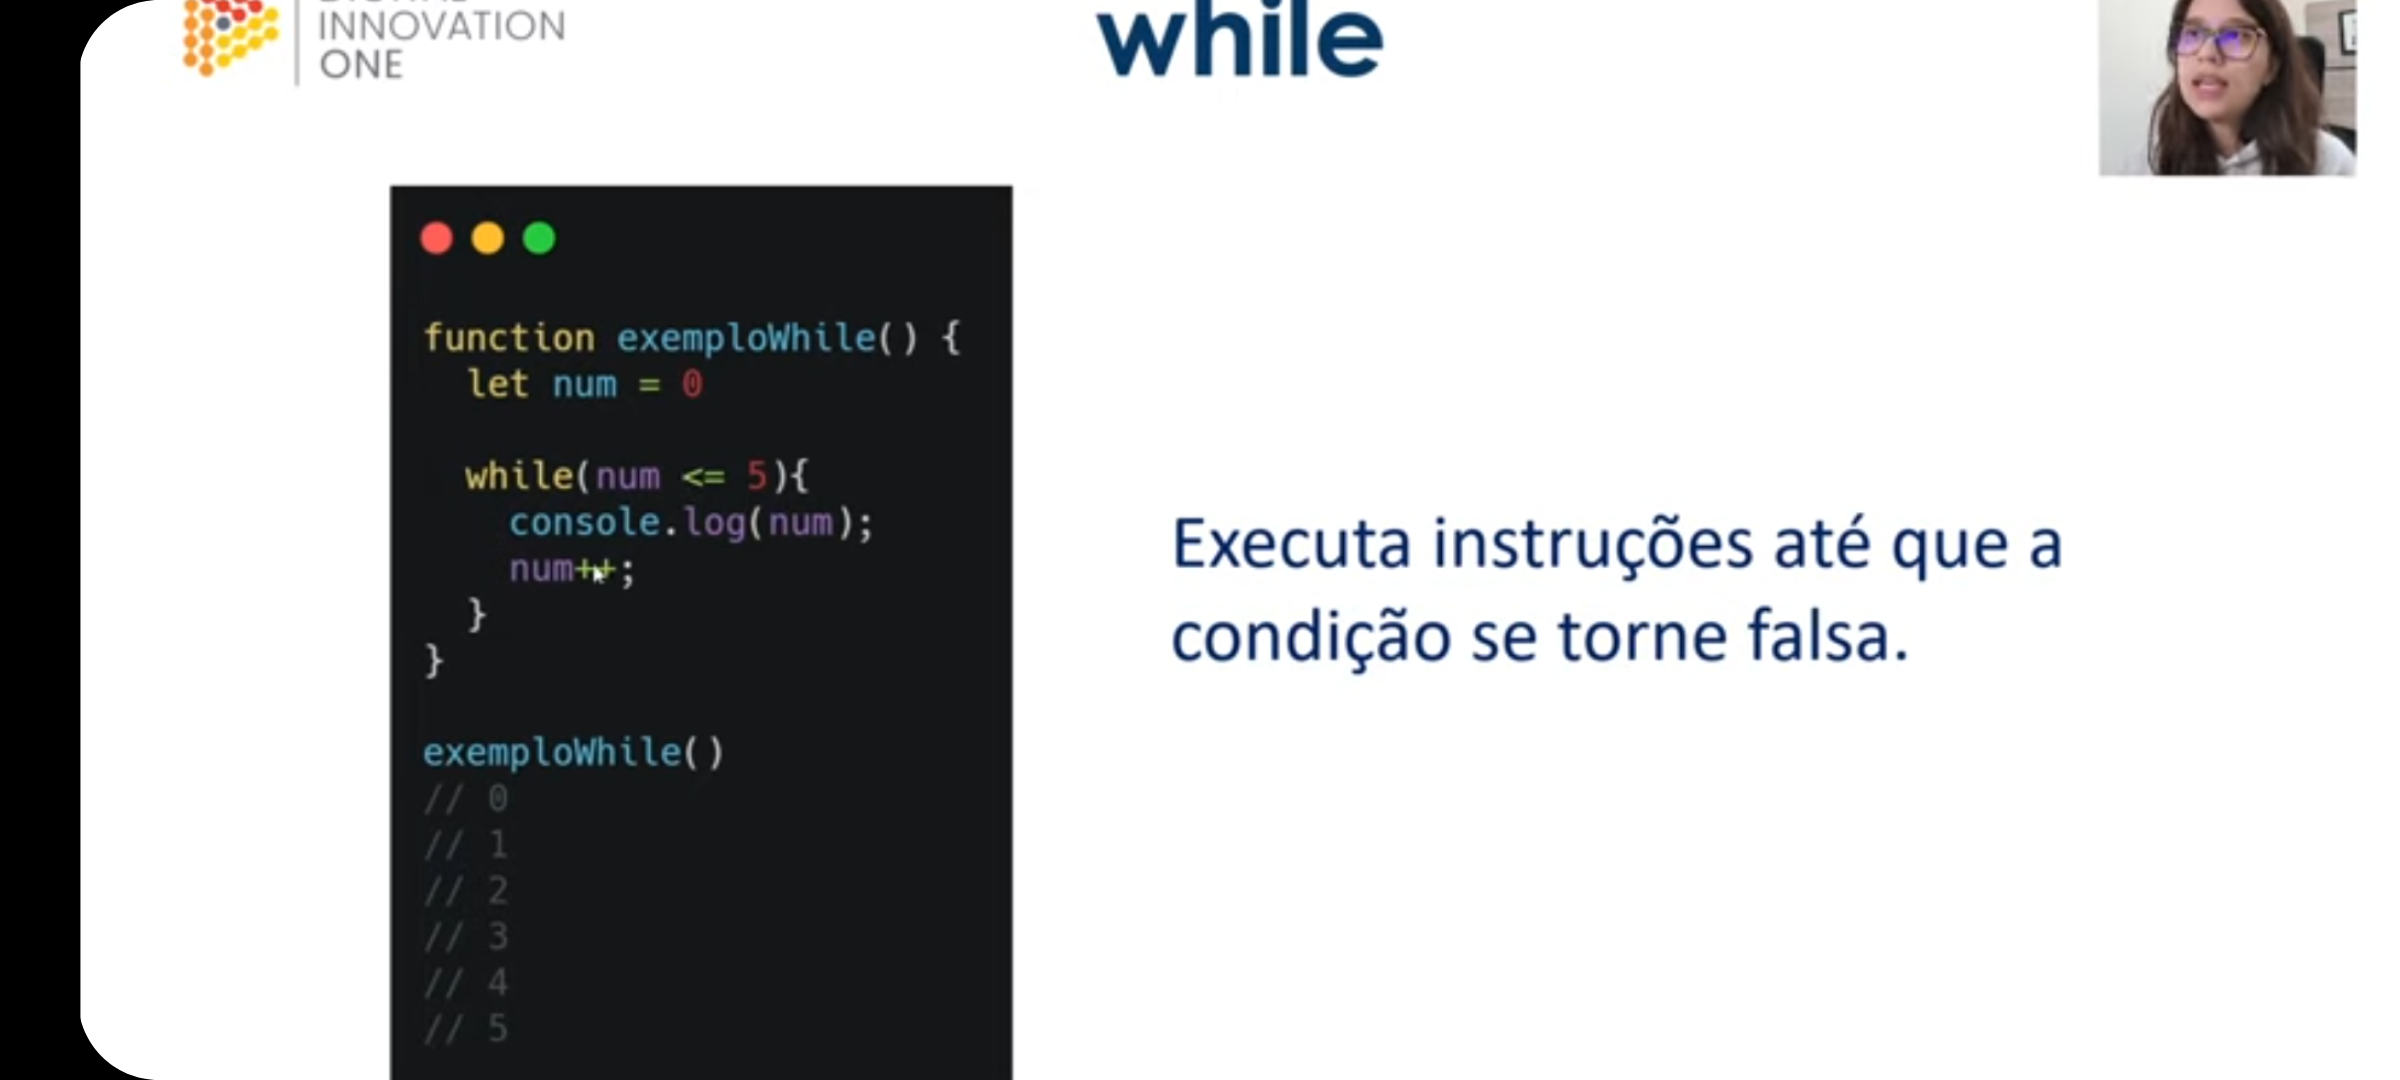 INNOVATION
ONE
while
function exemploWhile() {
let num = 0
while(num <= 5){
console.log(num);
num++;
}
}
exemploWhile()
// 0
// 1
// 2
// 3
// 4
// 5
Executa instruções até que a
condição se torne falsa.